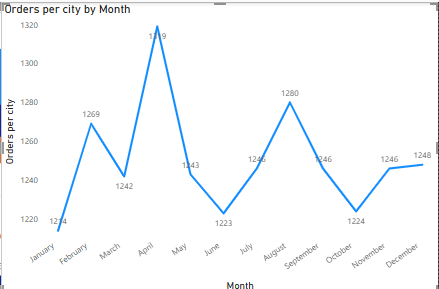 Orders per city by Month
Orders per city
1320
1300
1280
1260
1240
1220
1214
1269
1242
1319
1243
1223
1246
1280
1246
1224
1246
1248
January
February
March
April
May
June
July
August
September
October
November
December
Month